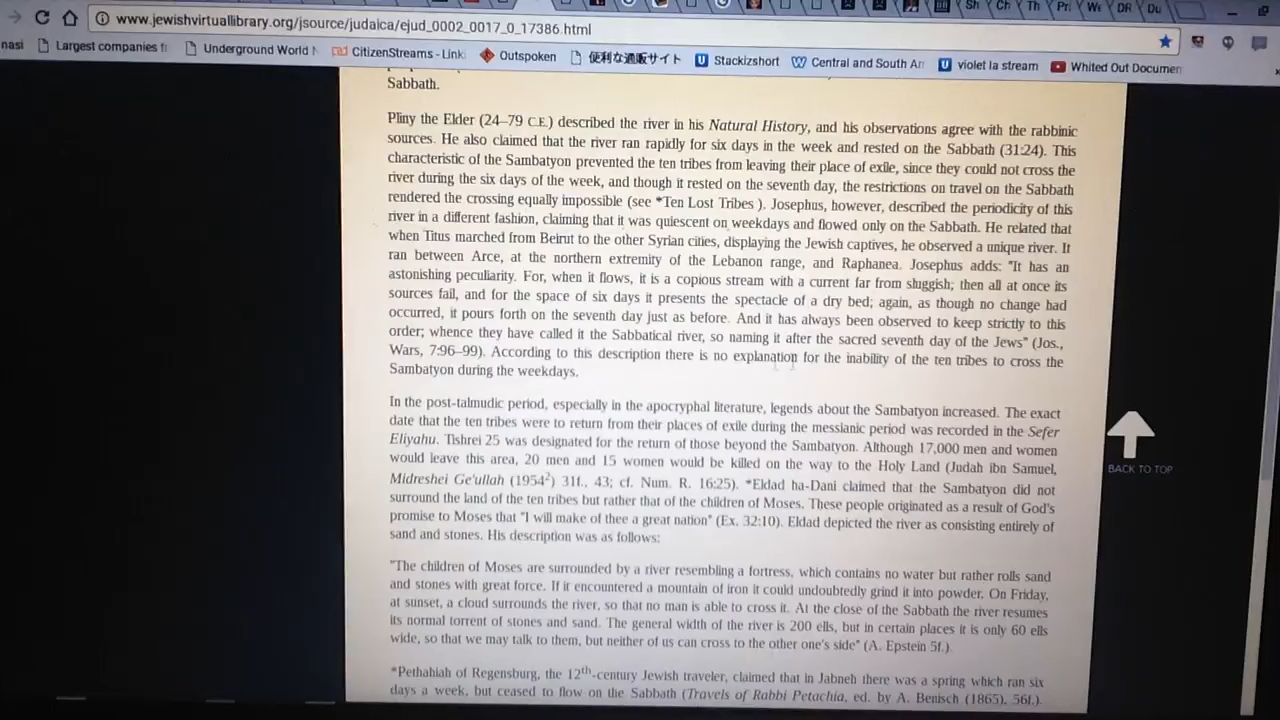 Sh Ch Th Pri We DR Du
www.jewishvirtuallibrary.org/jsource/judaica/ejud_0002_0017_0_17386.html
nasi Largest companies Underground World CitizenStreams - Link Outspoken 便利な通販サイト Stackizshort Central and South Am violet la stream Whited Out Documen
Sabbath.
Pliny the Elder (24–79 C.E.) described the river in his Natural History, and his observations agree with the rabbinic
sources. He also claimed that the river ran rapidly for six days in the week and rested on the Sabbath (31:24). This
characteristic of the Sambatyon prevented the ten tribes from leaving their place of exile, since they could not cross the
river during the six days of the week, and though it rested on the seventh day, the restrictions on travel on the Sabbath
rendered the crossing equally impossible (see *Ten Lost Tribes ). Josephus, however, described the periodicity of this
river in a different fashion, claiming that it was quiescent on weekdays and flowed only on the Sabbath. He related that
when Titus marched from Beirut to the other Syrian cities, displaying the Jewish captives, he observed a unique river. It
ran between Arce, at the northern extremity of the Lebanon range, and Raphanea. Josephus adds: "It has an
astonishing peculiarity. For, when it flows, it is a copious stream with a current far from sluggish; then all at once its
sources fail, and for the space of six days it presents the spectacle of a dry bed; again, as though no change had
occurred, it pours forth on the seventh day just as before. And it has always been observed to keep strictly to this
order; whence they have called it the Sabbatical river, so naming it after the sacred seventh day of the Jews" (Jos.,
Wars, 7:96–99). According to this description there is no explanation for the inability of the ten tribes to cross the
Sambatyon during the weekdays.
In the post-talmudic period, especially in the apocryphal literature, legends about the Sambatyon increased. The exact
date that the ten tribes were to return from their places of exile during the messianic period was recorded in the Sefer
Eliyahu. Tishrei 25 was designated for the return of those beyond the Sambatyon. Although 17,000 men and women
would leave this area, 20 men and 15 women would be killed on the way to the Holy Land (Judah ibn Samuel,
Midreshei Ge'ullah (1954²) 31f., 43; cf. Num. R. 16:25). *Eldad ha-Dani claimed that the Sambatyon did not
surround the land of the ten tribes but rather that of the children of Moses. These people originated as a result of God's
promise to Moses that "I will make of thee a great nation" (Ex. 32:10). Eldad depicted the river as consisting entirely of
sand and stones. His description was as follows:
"The children of Moses are surrounded by a river resembling a fortress, which contains no water but rather rolls sand
and stones with great force. If it encountered a mountain of iron it could undoubtedly grind it into powder. On Friday,
at sunset, a cloud surrounds the river, so that no man is able to cross it. At the close of the Sabbath the river resumes
its normal torrent of stones and sand. The general width of the river is 200 ells, but in certain places it is only 60 ells
wide, so that we may talk to them, but neither of us can cross to the other one's side" (A. Epstein 5f.).
*Pethahiah of Regensburg, the 12th-century Jewish traveler, claimed that in Jabneh there was a spring which ran six
days a week, but ceased to flow on the Sabbath (Travels of Rabbi Petachia, ed. by A. Benisch (1865), 56f.).
BACK TO TOP